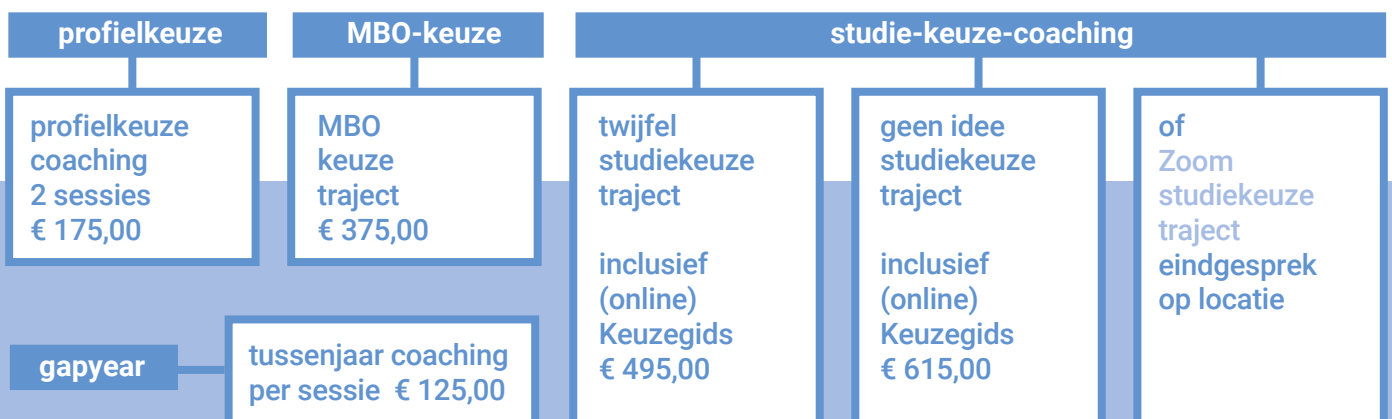 profielkeuze
MBO-keuze
studie-keuze-coaching
profielkeuze
coaching
2 sessies
€ 175,00
MBO
keuze
traject
€ 375,00
twijfel
studiekeuze
traject
inclusief
(online)
Keuzegids
€ 495,00
geen idee
studiekeuze
traject
inclusief
(online)
Keuzegids
€ 615,00
of
Zoom
studiekeuze
traject
eindgesprek
op locatie
gapyear
tussenjaar coaching
per sessie € 125,00